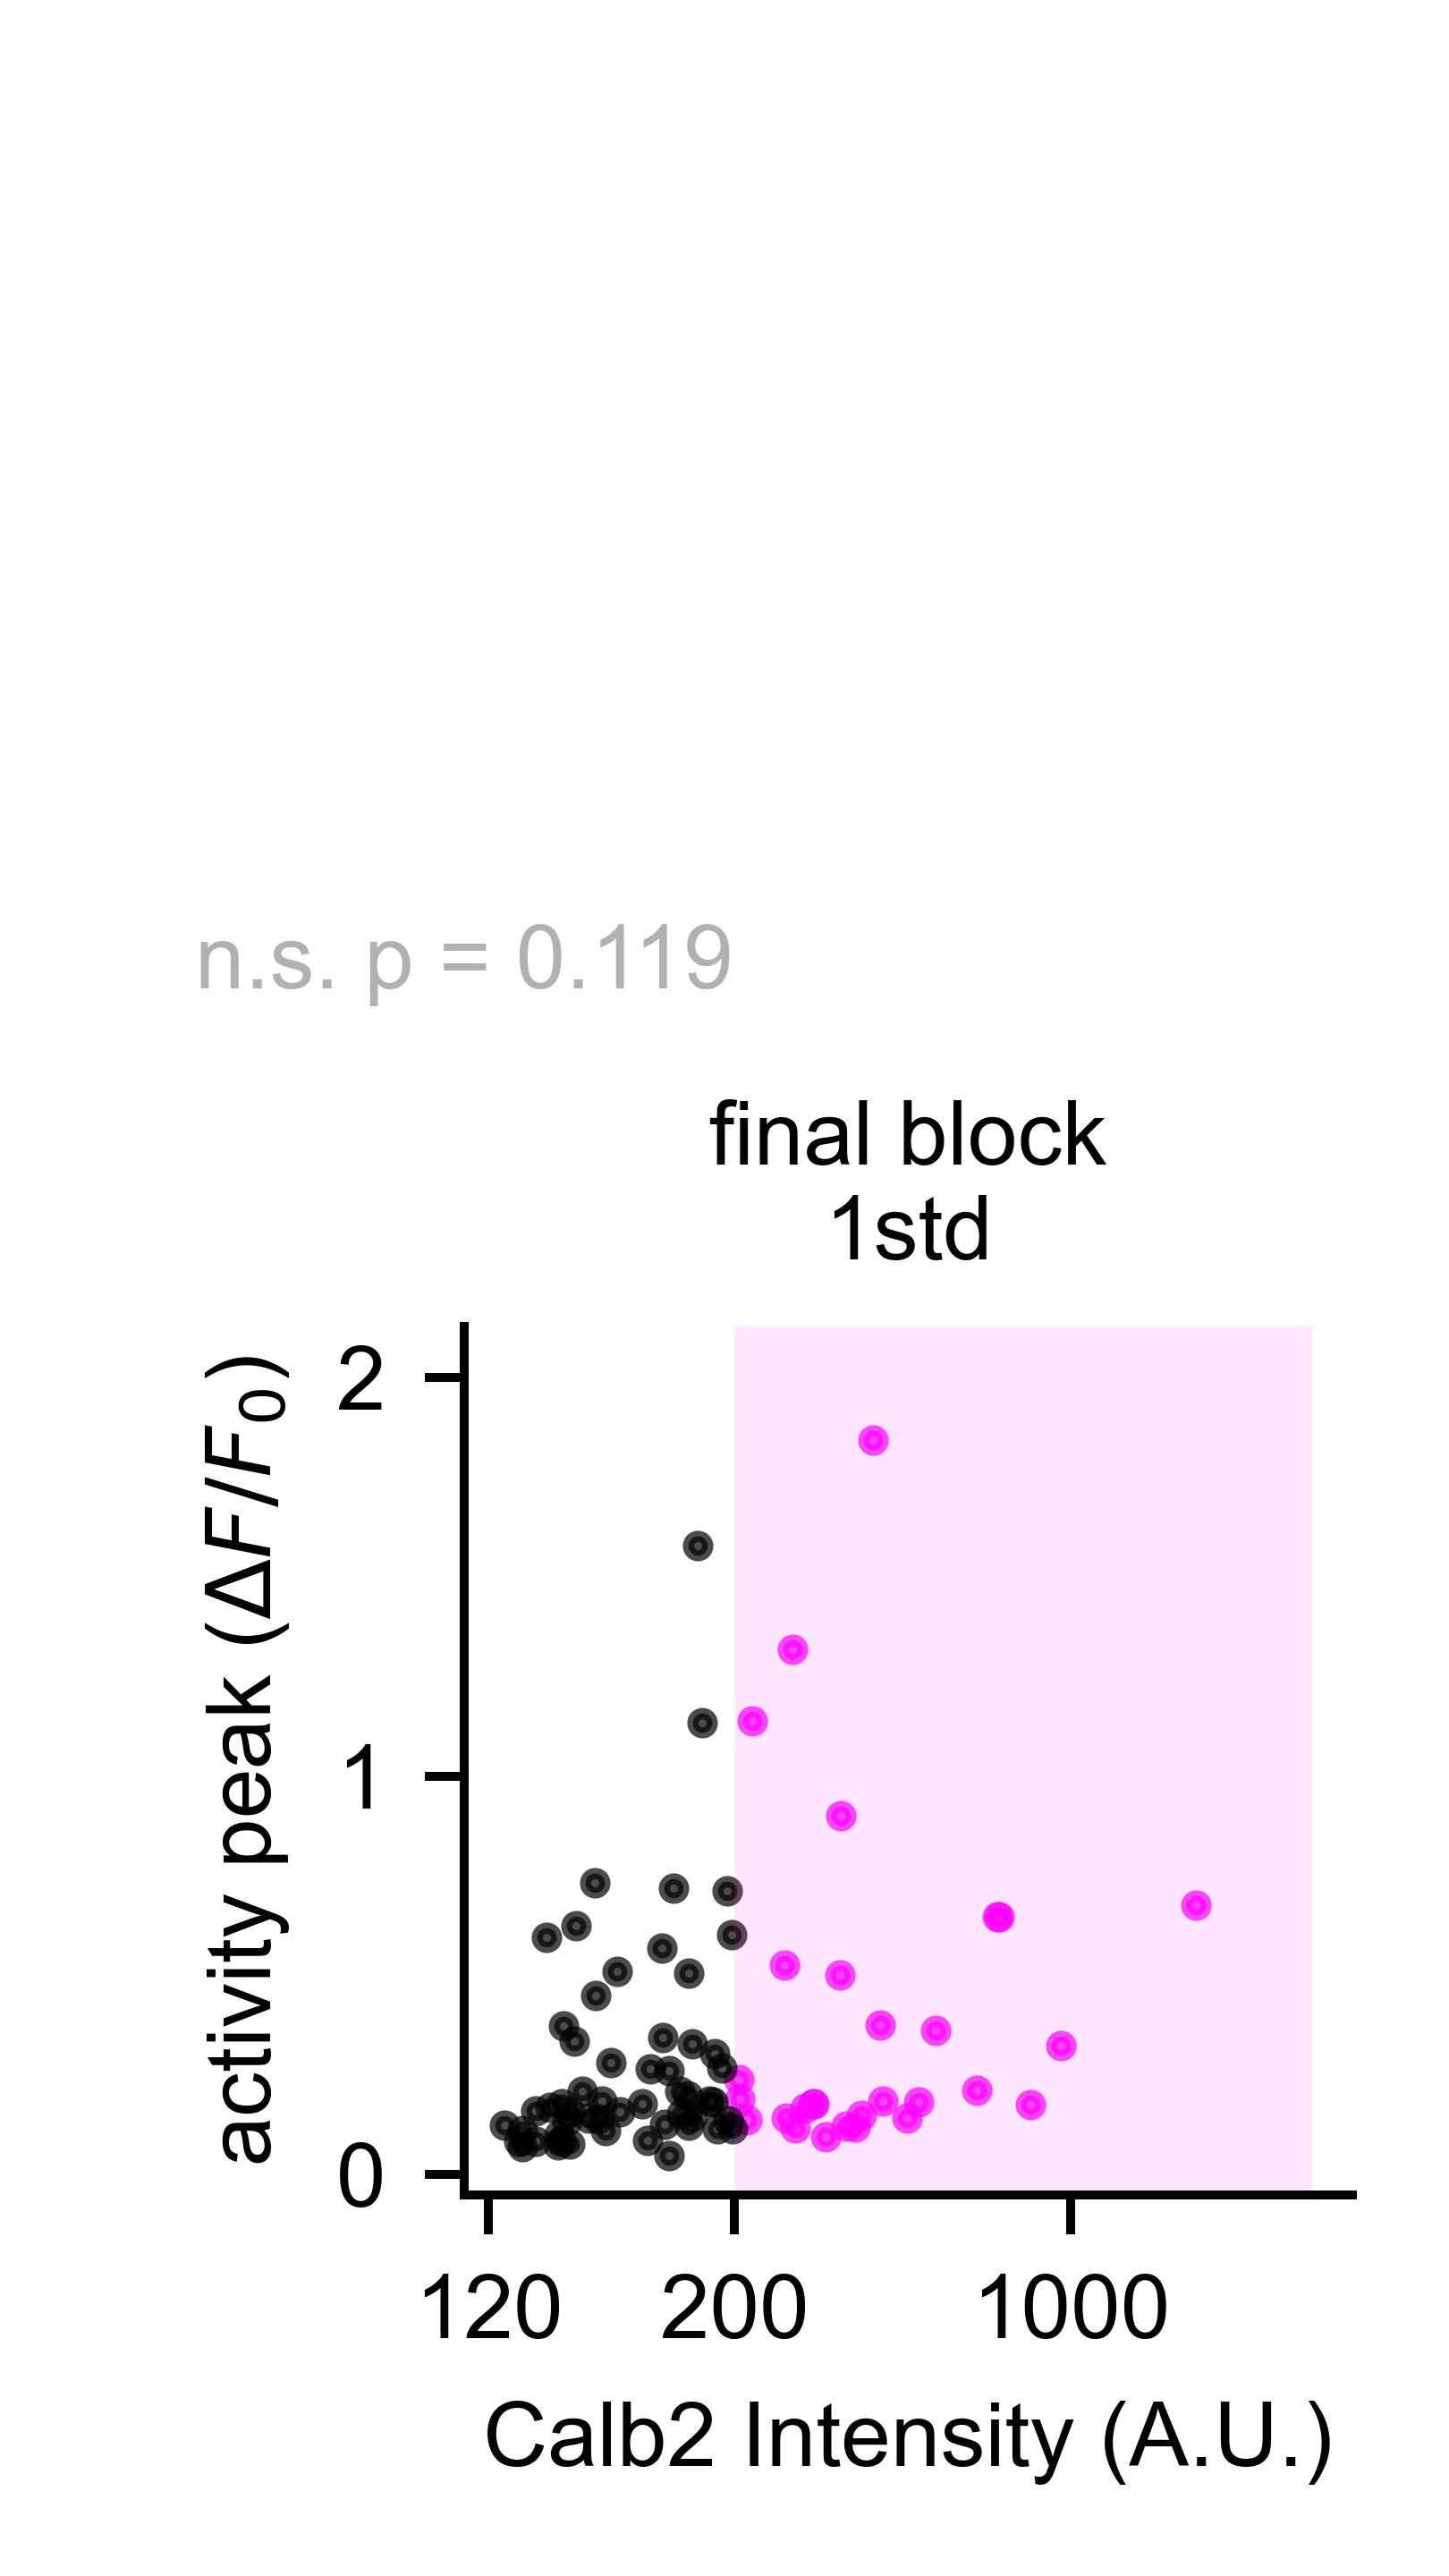 n.s. p = 0.119
final block
1std
activity peak (ΔF/F₀)
2
1
0
120 200 1000
Calb2 Intensity (A.U.)